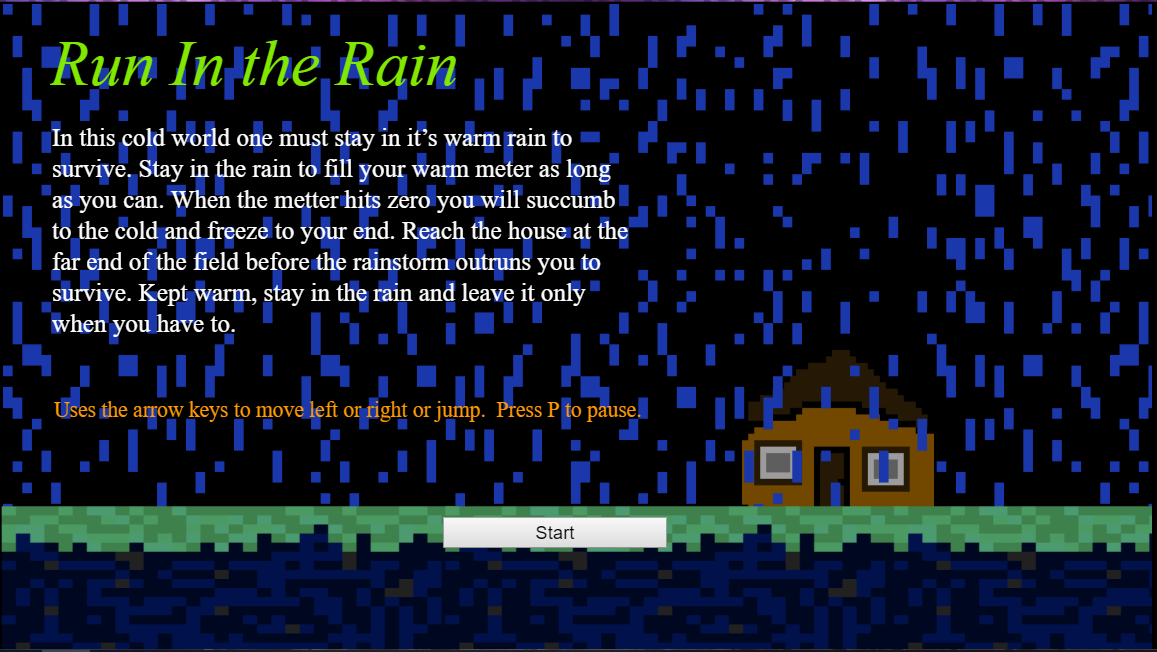 Run In the Rain
In this cold world one must stay in it’s warm rain to
survive. Stay in the rain to fill your warm meter as long
as you can. When the metter hits zero you will succumb
to the cold and freeze to your end. Reach the house at the
far end of the field before the rainstorm outruns you to
survive. Kept warm, stay in the rain and leave it only
when you have to.
Uses the arrow keys to move left or right or jump.  Press P to pause.
Start